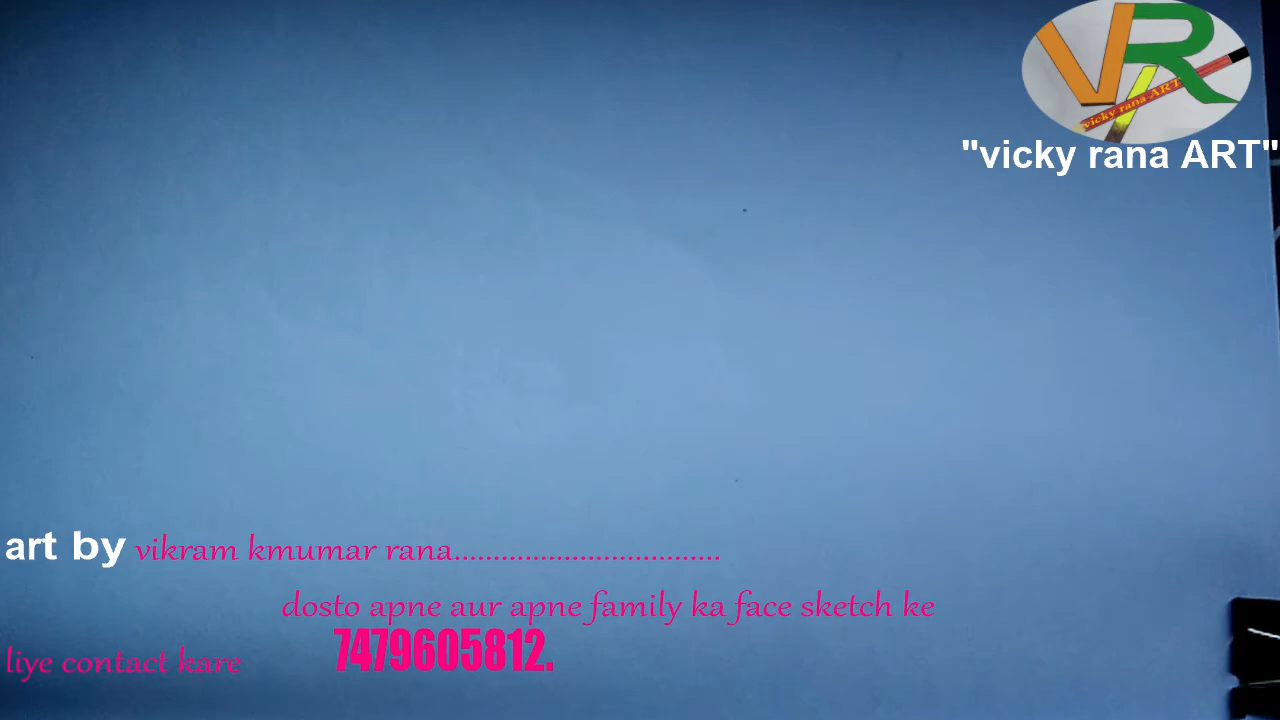 VR
vicky rana ART
"vicky rana ART"
art by vikram kmumar rana..................................
dosto apne aur apne family ka face sketch ke
liye contact kare 7479605812.